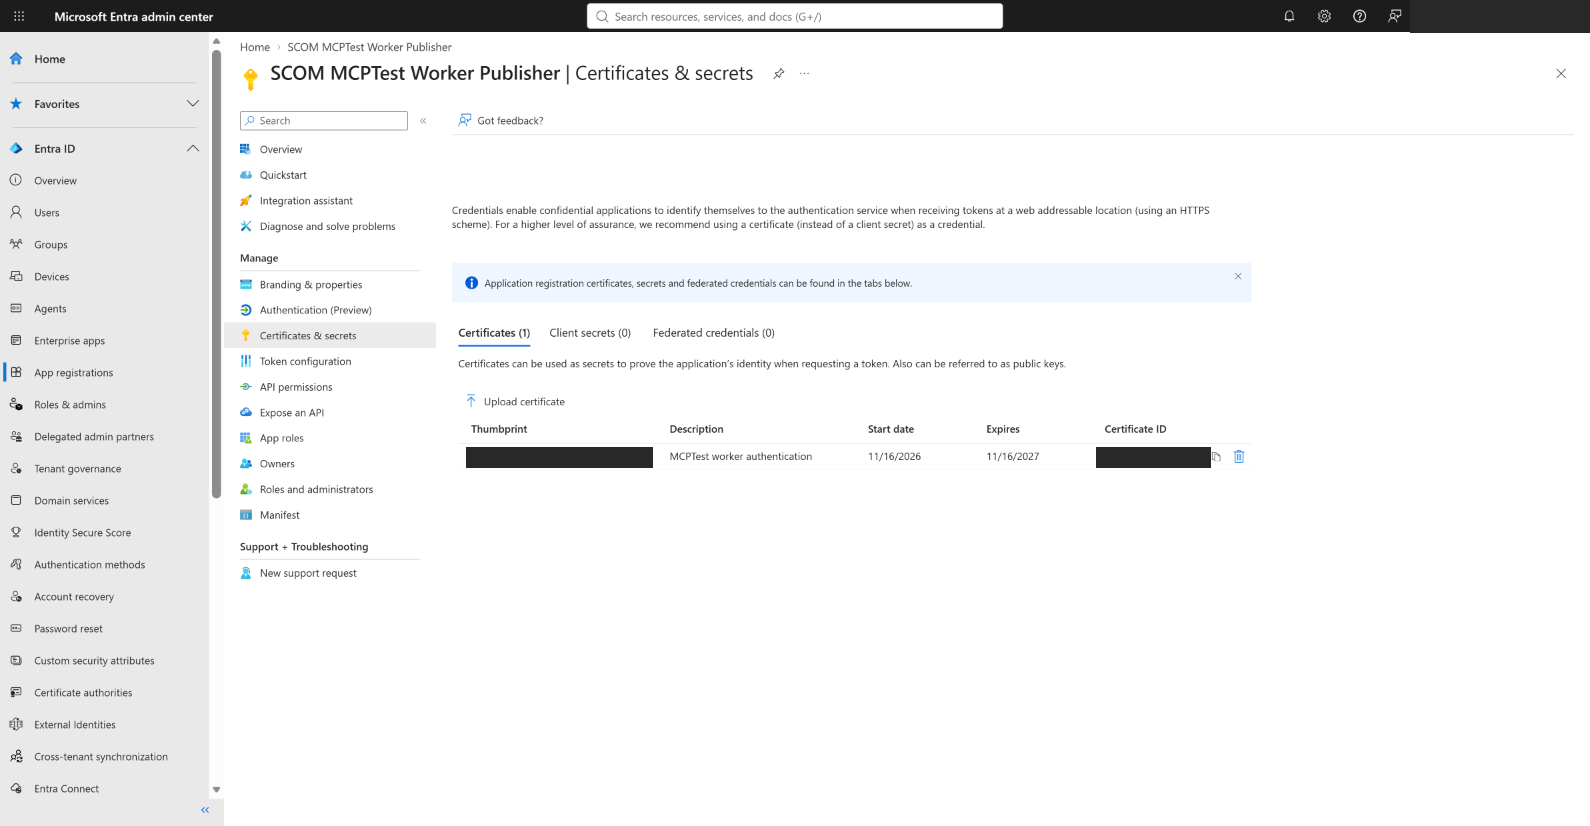 Microsoft Entra admin center
Search resources, services, and docs (G+/)
Home
Favorites
Entra ID
Overview
Users
Groups
Devices
Agents
Enterprise apps
App registrations
Roles & admins
Delegated admin partners
Tenant governance
Domain services
Identity Secure Score
Authentication methods
Account recovery
Password reset
Custom security attributes
Certificate authorities
External Identities
Cross-tenant synchronization
Entra Connect
Home › SCOM MCPTest Worker Publisher
SCOM MCPTest Worker Publisher | Certificates & secrets
Search
Overview
Quickstart
Integration assistant
Diagnose and solve problems
Manage
Branding & properties
Authentication (Preview)
Certificates & secrets
Token configuration
API permissions
Expose an API
App roles
Owners
Roles and administrators
Manifest
Support + Troubleshooting
New support request
Got feedback?
Credentials enable confidential applications to identify themselves to the authentication service when receiving tokens at a web addressable location (using an HTTPS
scheme). For a higher level of assurance, we recommend using a certificate (instead of a client secret) as a credential.
Application registration certificates, secrets and federated credentials can be found in the tabs below.
Certificates (1) Client secrets (0) Federated credentials (0)
Certificates can be used as secrets to prove the application's identity when requesting a token. Also can be referred to as public keys.
Upload certificate
Thumbprint Description Start date Expires Certificate ID
MCPTest worker authentication 11/16/2026 11/16/2027